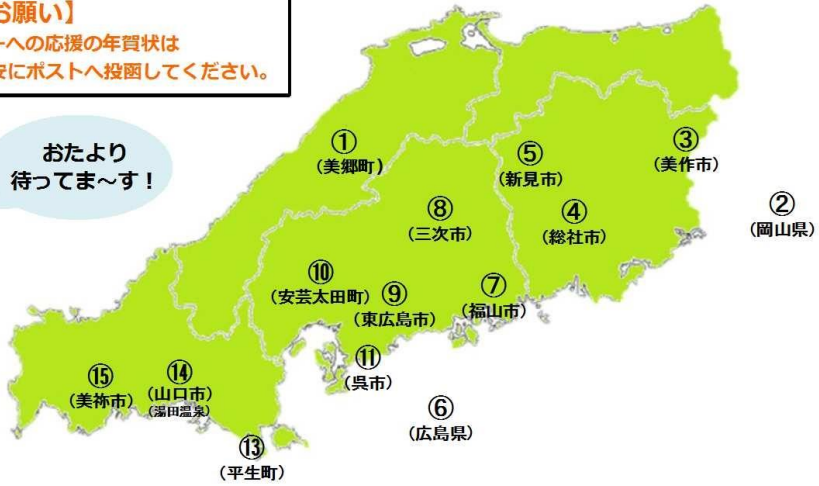 お願い】
ーへの応援の年賀状は
にポストへ投函してください。
おたより
待ってま～す！
①
（美郷町）
⑤
（新見市）
③
（美作市）
②
（岡山県）
⑧
（三次市）
④
（総社市）
⑩
（安芸太田町）
⑨
（東広島市）
⑦
（福山市）
⑪
（呉市）
⑥
（広島県）
⑮
（美祢市）
⑭
（山口市）
（湯田温泉）
⑬
（平生町）